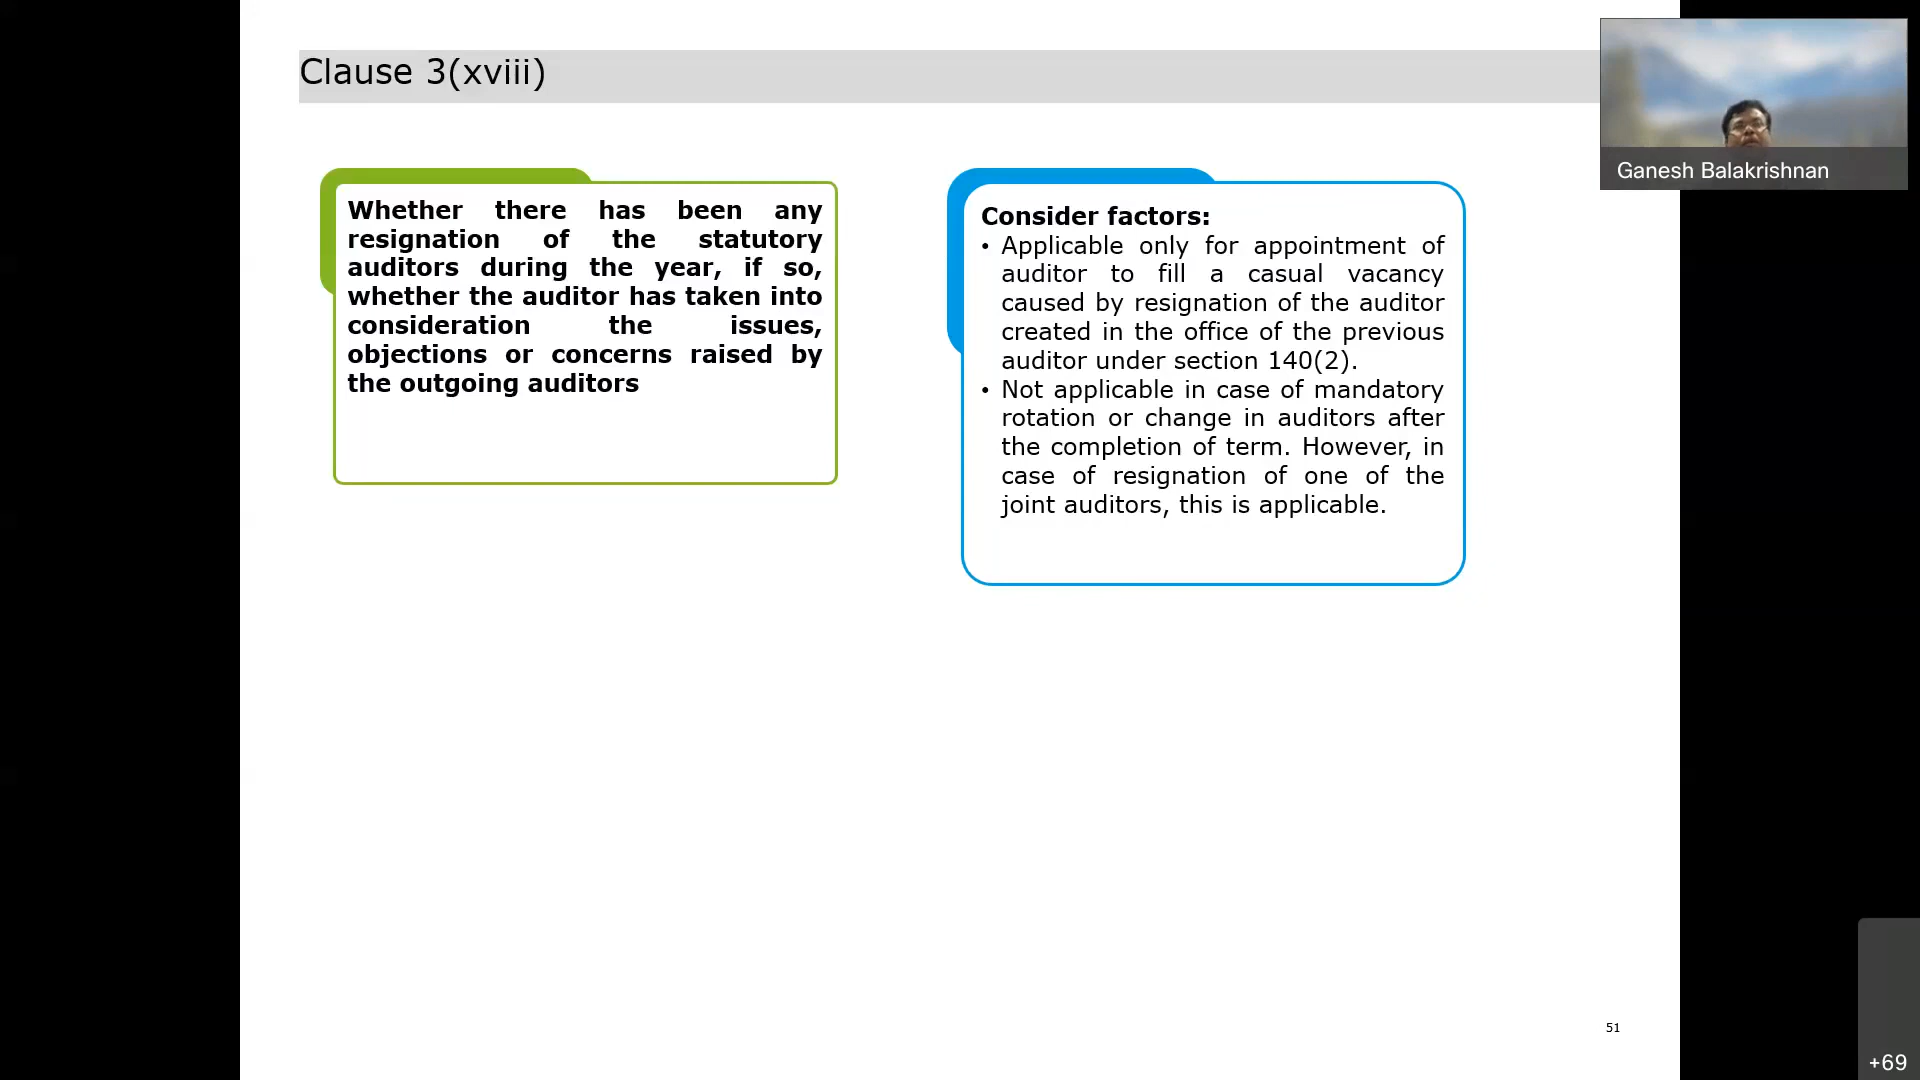 Clause 3(xviii)
Whether there has been any
resignation of the statutory
auditors during the year, if so,
whether the auditor has taken into
consideration the issues,
objections or concerns raised by
the outgoing auditors
Consider factors:
• Applicable only for appointment of
auditor to fill a casual vacancy
caused by resignation of the auditor
created in the office of the previous
auditor under section 140(2).
• Not applicable in case of mandatory
rotation or change in auditors after
the completion of term. However, in
case of resignation of one of the
joint auditors, this is applicable.
Ganesh Balakrishnan
51
+69